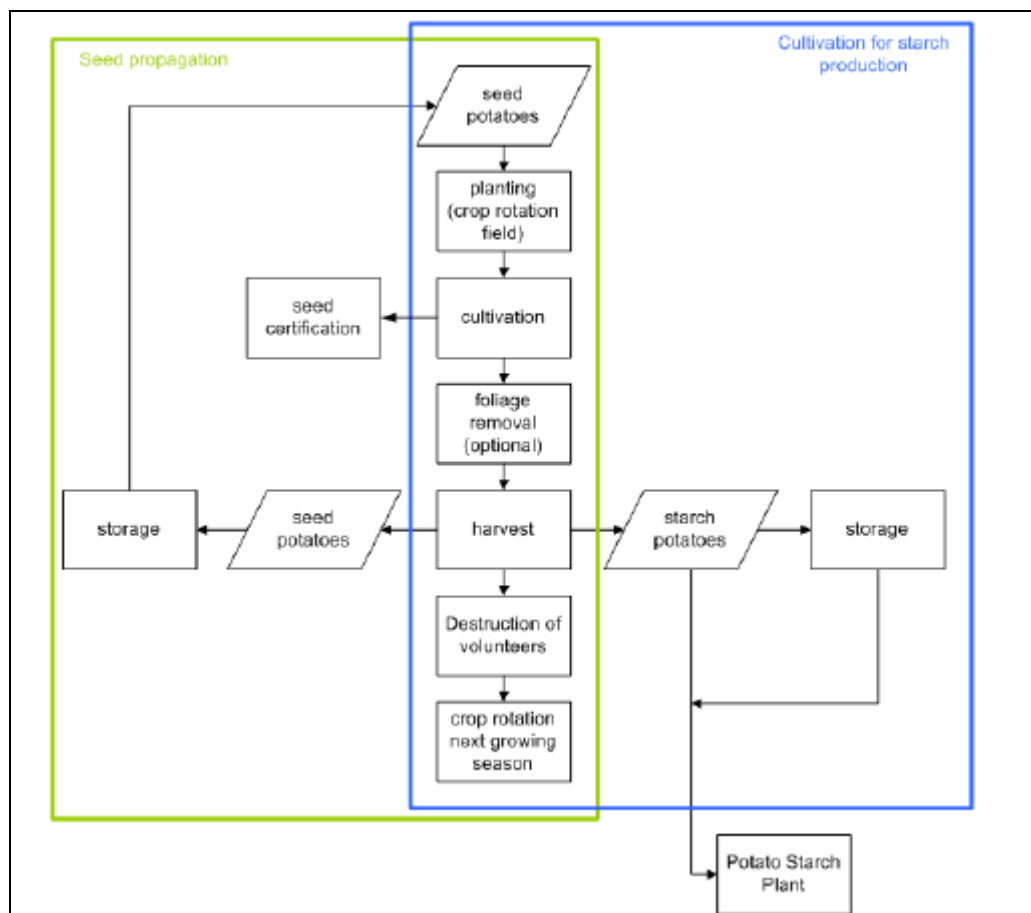 Seed propagation
Cultivation for starch
production
seed
potatoes
planting
(crop rotation
field)
seed
certification
cultivation
foliage
removal
(optional)
storage
seed
potatoes
harvest
starch
potatoes
storage
Destruction of
volunteers
crop rotation
next growing
season
Potato Starch
Plant